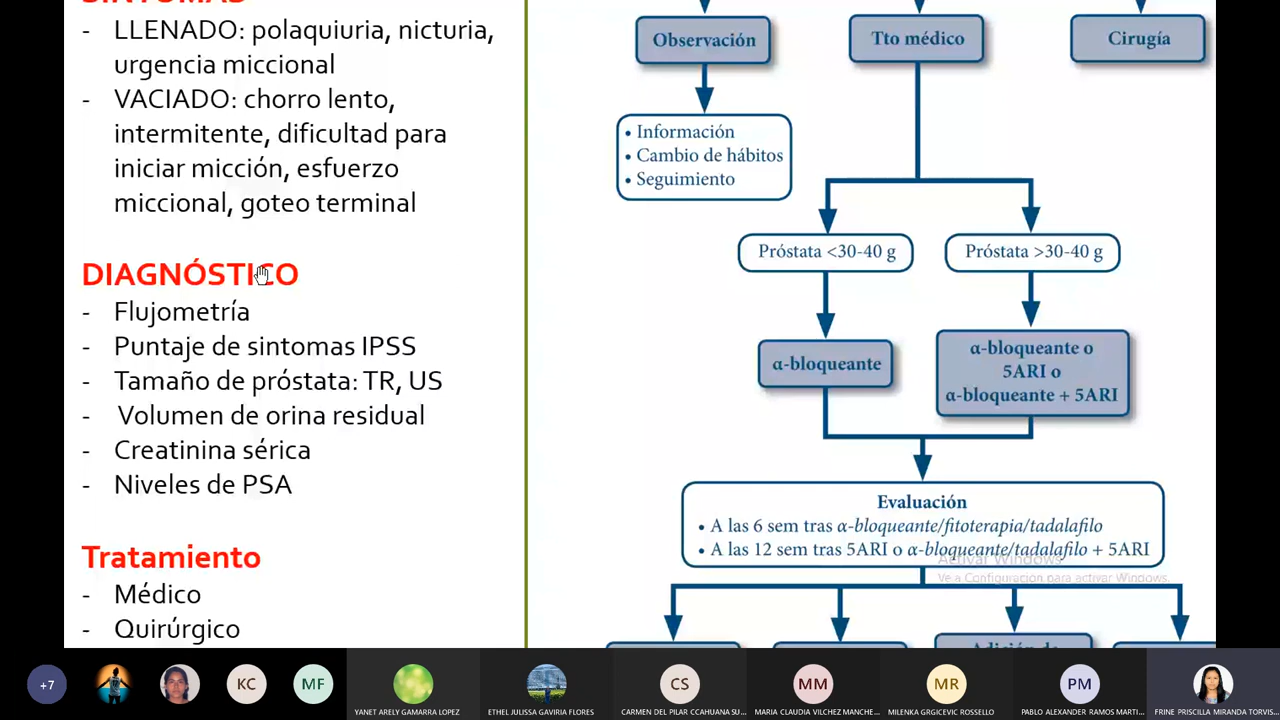 SÍNTOMAS
- LLENADO: polaquiuria, nicturia,
urgencia miccional
- VACIADO: chorro lento,
intermitente, dificultad para
iniciar micción, esfuerzo
miccional, goteo terminal
DIAGNÓSTICO
- Flujometría
- Puntaje de sintomas IPSS
- Tamaño de próstata: TR, US
- Volumen de orina residual
- Creatinina sérica
- Niveles de PSA
Tratamiento
- Médico
- Quirúrgico
Observación
Tto médico
Cirugía
• Información
• Cambio de hábitos
• Seguimiento
Próstata <30-40 g
Próstata >30-40 g
α-bloqueante
α-bloqueante o
5ARI o
α-bloqueante + 5ARI
Evaluación
• A las 6 sem tras α-bloqueante/fitoterapia/tadalafilo
• A las 12 sem tras 5ARI o α-bloqueante/tadalafilo + 5ARI
Activar Windows
Ve a Configuración para activar Windows.
Adición de
+7
KC
MF
YANET ARELY GAMARRA LOPEZ
ETHEL JULISSA GAVIRIA FLORES
CS
CARMEN DEL PILAR CCAHUANA SU...
MM
MARIA CLAUDIA VILCHEZ MANCHE...
MR
MILENKA GRGICEVIC ROSSELLO
PM
PABLO ALEXANDER RAMOS MARTI...
FRINE PRISCILLA MIRANDA TORVIS...